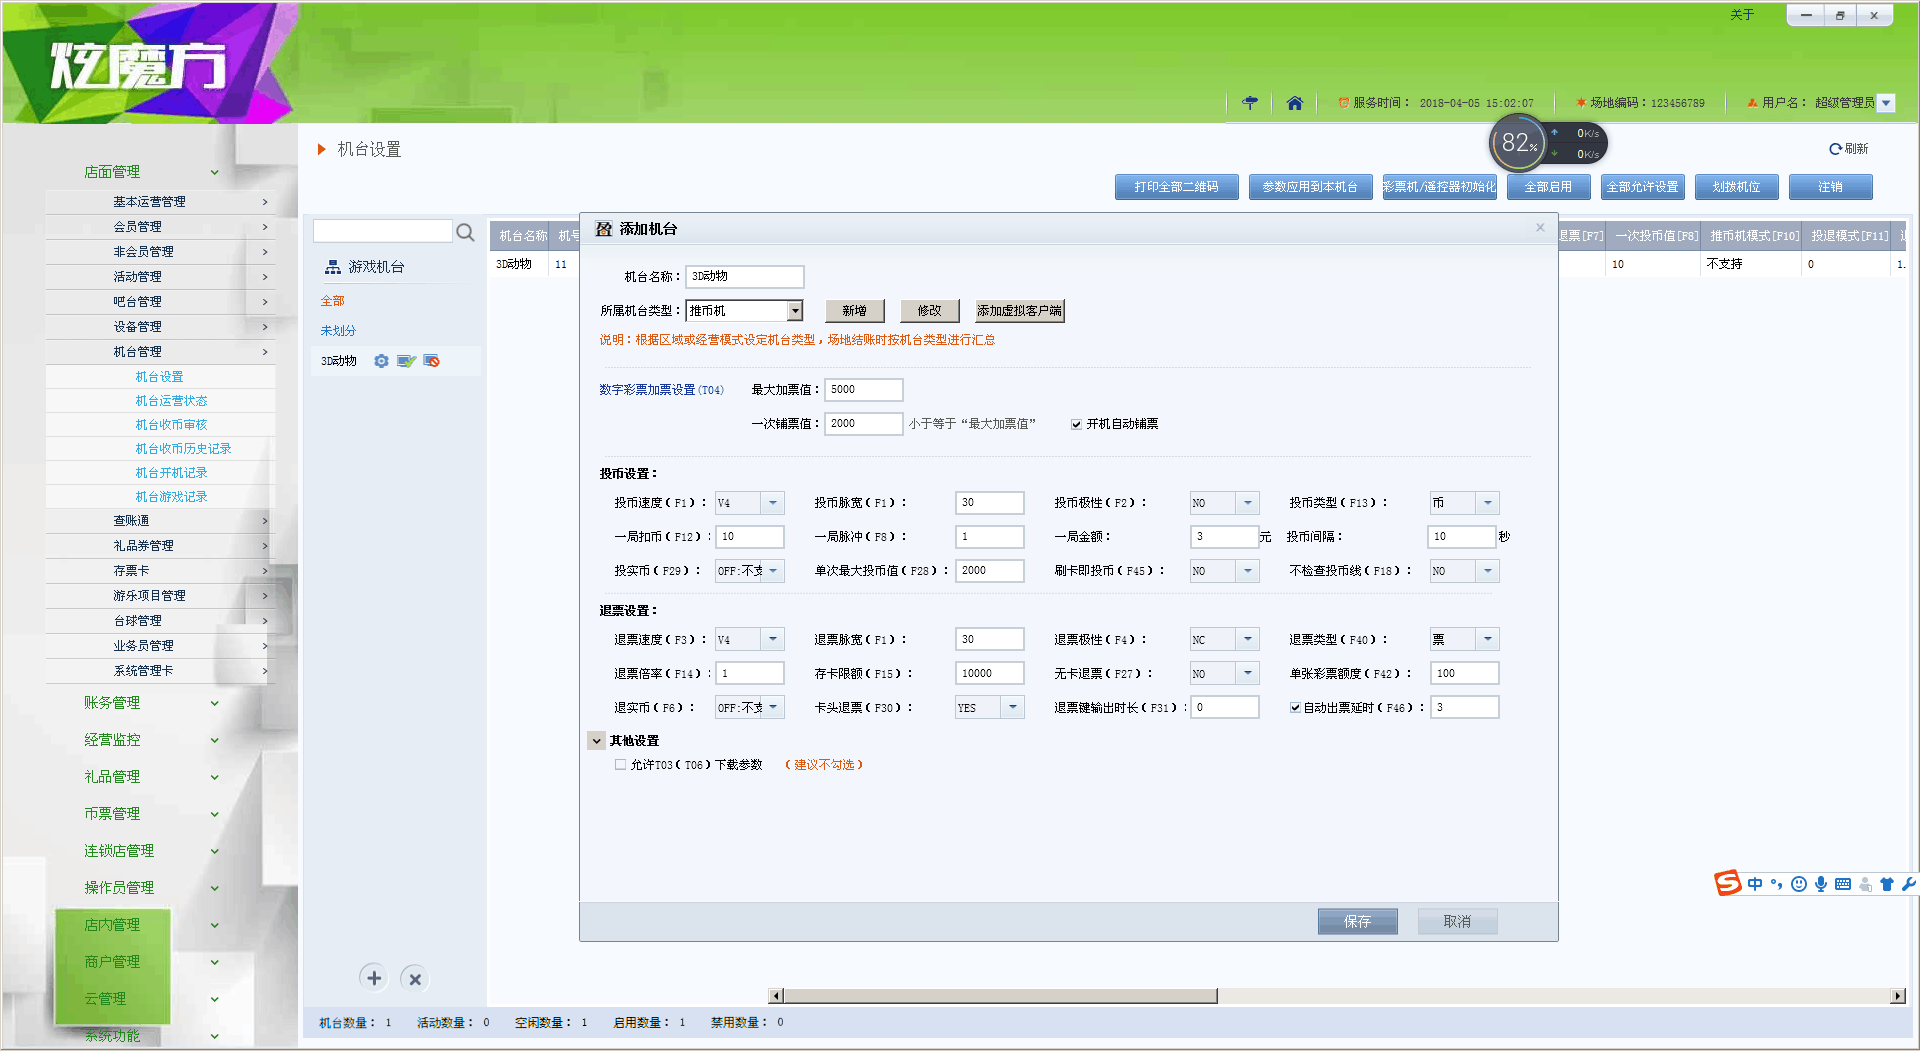 关于
炫魔方
服务时间： 2018-04-05 15:02:07
场地编码：123456789
用户名： 超级管理员
82%
0K/s
0K/s
店面管理
基本运营管理
会员管理
非会员管理
活动管理
吧台管理
设备管理
机台管理
机台设置
机台运营状态
机台收币审核
机台收币历史记录
机台开机记录
机台游戏记录
查账通
礼品券管理
存票卡
游乐项目管理
台球管理
业务员管理
系统管理卡
账务管理
经营监控
礼品管理
币票管理
连锁店管理
操作员管理
店内管理
商户管理
云管理
系统功能
机台设置
刷新
打印全部二维码
参数应用到本机台
彩票机/遥控器初始化
全部启用
全部允许设置
划拨机位
注销
游戏机台
全部
未划分
3D动物
机台名称 机号
3D动物 11
退票[F7] 一次投币值[F8] 推币机模式[F10] 投退模式[F11]
10 不支持 0 1.
添加机台
机台名称： 3D动物
所属机台类型： 推币机 新增 修改 添加虚拟客户端
说明：根据区域或经营模式设定机台类型，场地结账时按机台类型进行汇总
数字彩票加票设置(T04) 最大加票值： 5000
一次铺票值： 2000 小于等于“最大加票值” 开机自动铺票
投币设置：
投币速度(F1)： V4 投币脉宽(F1)： 30 投币极性(F2)： NO 投币类型(F13)： 币
一局扣币(F12)： 10 一局脉冲(F8)： 1 一局金额： 3 元 投币间隔： 10 秒
投实币(F29)： OFF:不支 单次最大投币值(F28)： 2000 刷卡即投币(F45)： NO 不检查投币线(F18)： NO
退票设置：
退票速度(F3)： V4 退票脉宽(F1)： 30 退票极性(F4)： NC 退票类型(F40)： 票
退票倍率(F14)： 1 存卡限额(F15)： 10000 无卡退票(F27)： NO 单张彩票额度(F42)： 100
退实币(F6)： OFF:不支 卡头退票(F30)： YES 退票键输出时长(F31)： 0 自动出票延时(F46)： 3
其他设置
允许T03(T06)下载参数 (建议不勾选)
保存 取消
中
机台数量： 1 活动数量： 0 空闲数量： 1 启用数量： 1 禁用数量： 0